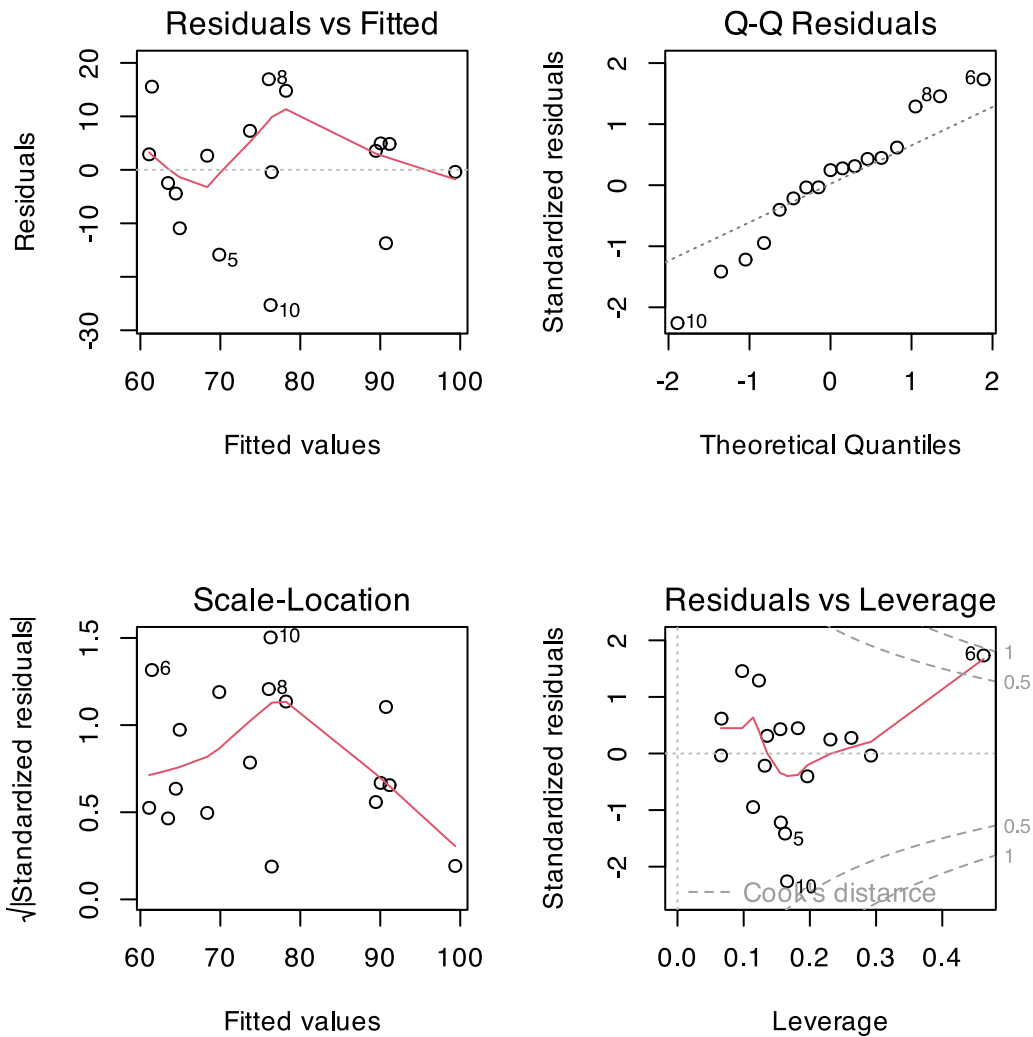 Residuals vs Fitted
Residuals
20
10
0
-10
-30
8
5
10
60 70 80 90 100
Fitted values
Q-Q Residuals
Standardized residuals
2
1
0
-1
-2
6
8
10
-2 -1 0 1 2
Theoretical Quantiles
Scale-Location
√|Standardized residuals|
1.5
1.0
0.5
0.0
10
6
8
60 70 80 90 100
Fitted values
Residuals vs Leverage
Standardized residuals
2
1
0
-1
-2
6
1
0.5
0.5
5
1
10
Cook's distance
0.0 0.1 0.2 0.3 0.4
Leverage